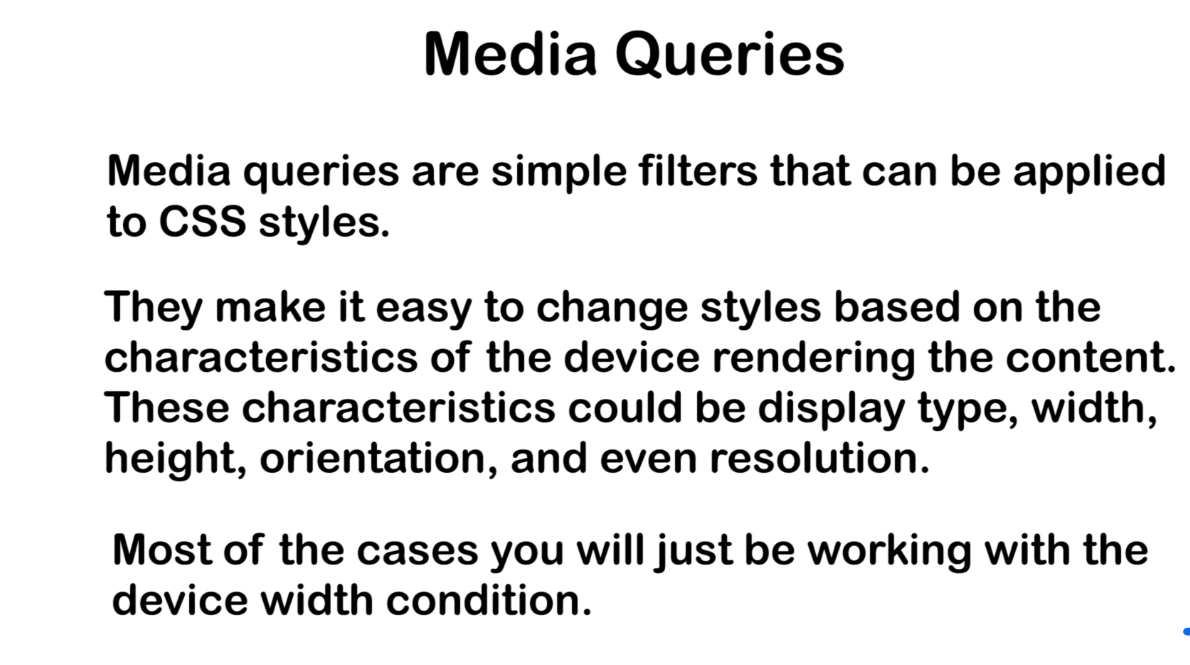 Media Queries
Media queries are simple filters that can be applied
to CSS styles.
They make it easy to change styles based on the
characteristics of the device rendering the content.
These characteristics could be display type, width,
height, orientation, and even resolution.
Most of the cases you will just be working with the
device width condition.